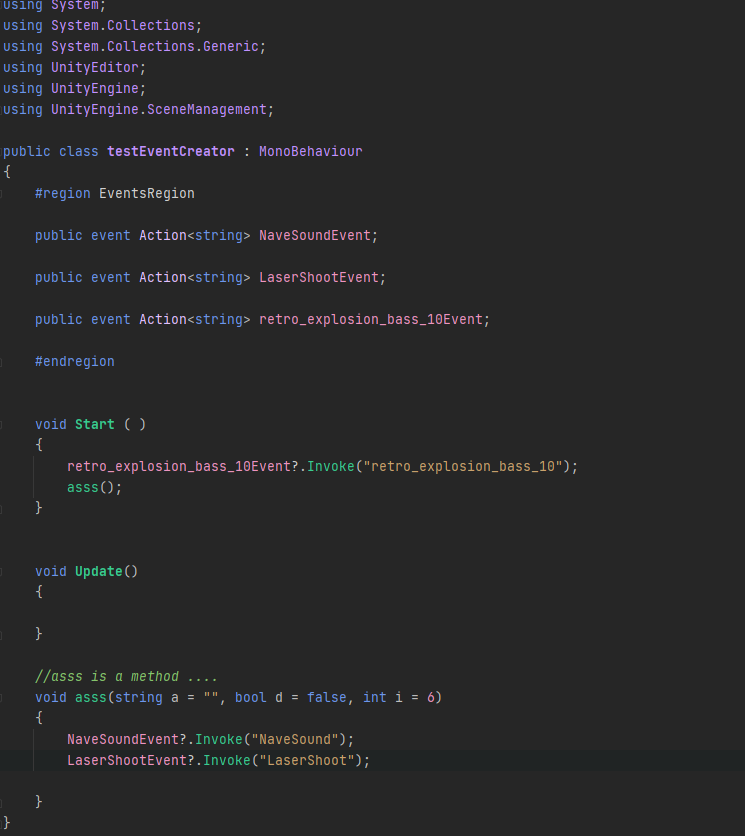 using System;
using System.Collections;
using System.Collections.Generic;
using UnityEditor;
using UnityEngine;
using UnityEngine.SceneManagement;
public class testEventCreator : MonoBehaviour
{
#region EventsRegion
public event Action<string> NaveSoundEvent;
public event Action<string> LaserShootEvent;
public event Action<string> retro_explosion_bass_10Event;
#endregion
void Start ( )
{
retro_explosion_bass_10Event?.Invoke("retro_explosion_bass_10");
asss();
}
void Update()
{
}
//asss is a method ....
void asss(string a = "", bool d = false, int i = 6)
{
NaveSoundEvent?.Invoke("NaveSound");
LaserShootEvent?.Invoke("LaserShoot");
}
}